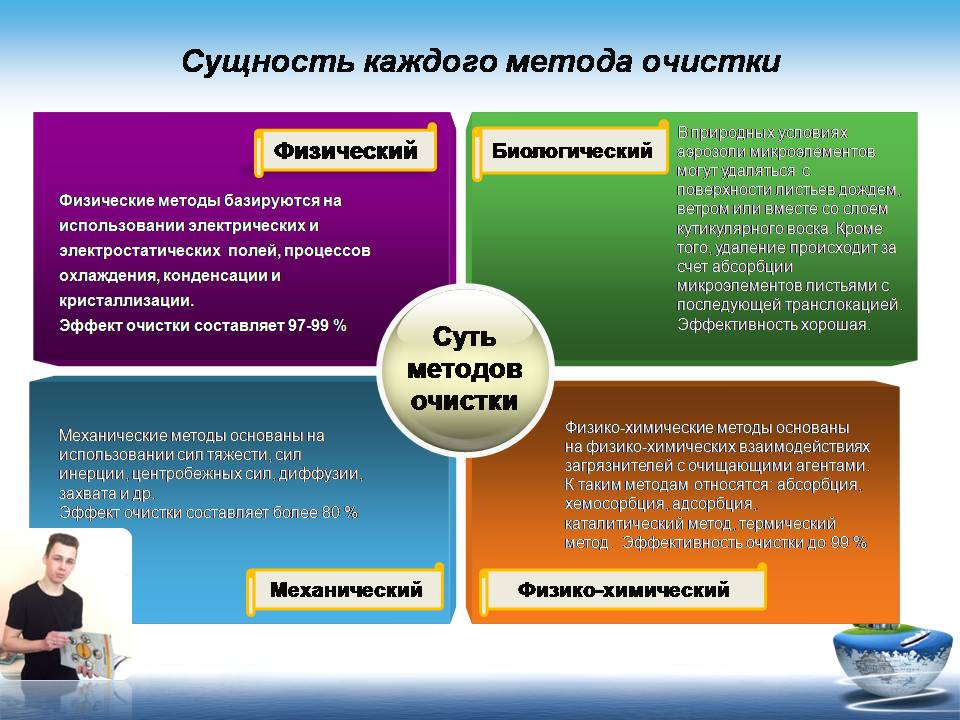 Сущность каждого метода очистки
Физический
Физические методы базируются на
использовании электрических и
электростатических полей, процессов
охлаждения, конденсации и
кристаллизации.
Эффект очистки составляет 97-99 %
Биологический
В природных условиях
аэрозоли микроэлементов
могут удаляться с
поверхности листьев дождем,
ветром или вместе со слоем
кутикулярного воска. Кроме
того, удаление происходит за
счет абсорбции
микроэлементов листьями с
последующей транслокацией.
Эффективность хорошая.
Суть
методов
очистки
Механические методы основаны на
использовании сил тяжести, сил
инерции, центробежных сил, диффузии,
захвата и др.
Эффект очистки составляет более 80 %
Механический
Физико-химические методы основаны
на физико-химических взаимодействиях
загрязнителей с очищающими агентами.
К таким методам относятся: абсорбция,
хемосорбция, адсорбция,
каталитический метод, термический
метод. Эффективность очистки до 99 %
Физико-химический